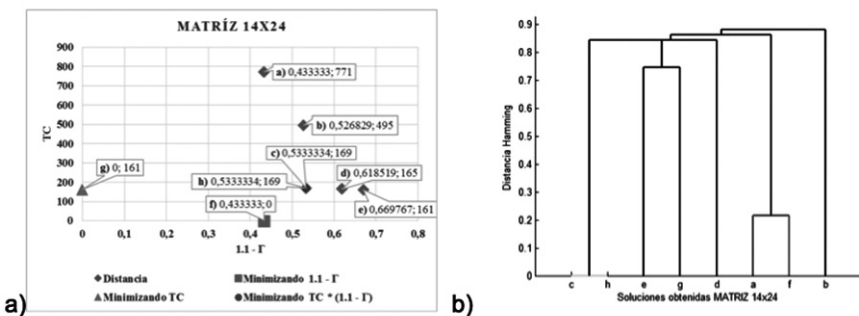 MATRÍZ 14X24
TC
900
800
700
600
500
400
300
200
100
0
a) 0,433333; 771
b) 0,526829; 495
c) 0,5333334; 169
d) 0,618519; 165
g) 0; 161
h) 0,5333334; 169
f) 0,433333; 0
e) 0,669767; 161
0 0,1 0,2 0,3 0,4 0,5 0,6 0,7 0,8
1.1 - Γ
Distancia
Minimizando 1.1 - Γ
Minimizando TC
Minimizando TC * (1.1 - Γ)
a)
Distancia Hamming
0.9
0.8
0.7
0.6
0.5
0.4
0.3
0.2
0.1
0
c h e g d a f b
Soluciones obtenidas MATRIZ 14x24
b)